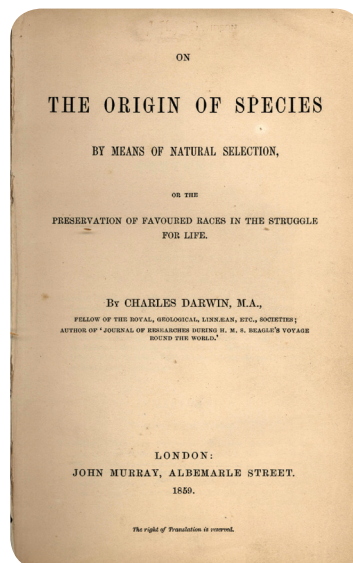 ON
THE ORIGIN OF SPECIES
BY MEANS OF NATURAL SELECTION,
OR THE
PRESERVATION OF FAVOURED RACES IN THE STRUGGLE
FOR LIFE.
BY CHARLES DARWIN, M.A.,
FELLOW OF THE ROYAL, GEOLOGICAL, LINNÆAN, ETC., SOCIETIES;
AUTHOR OF 'JOURNAL OF RESEARCHES DURING H. M. S. BEAGLE'S VOYAGE
ROUND THE WORLD.'
LONDON:
JOHN MURRAY, ALBEMARLE STREET.
1859.
The right of Translation is reserved.